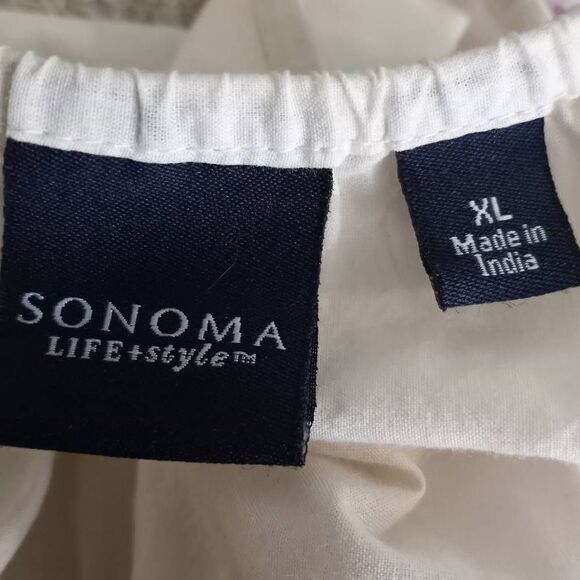 SONOMA
LIFE+style™
XL
Made in
India